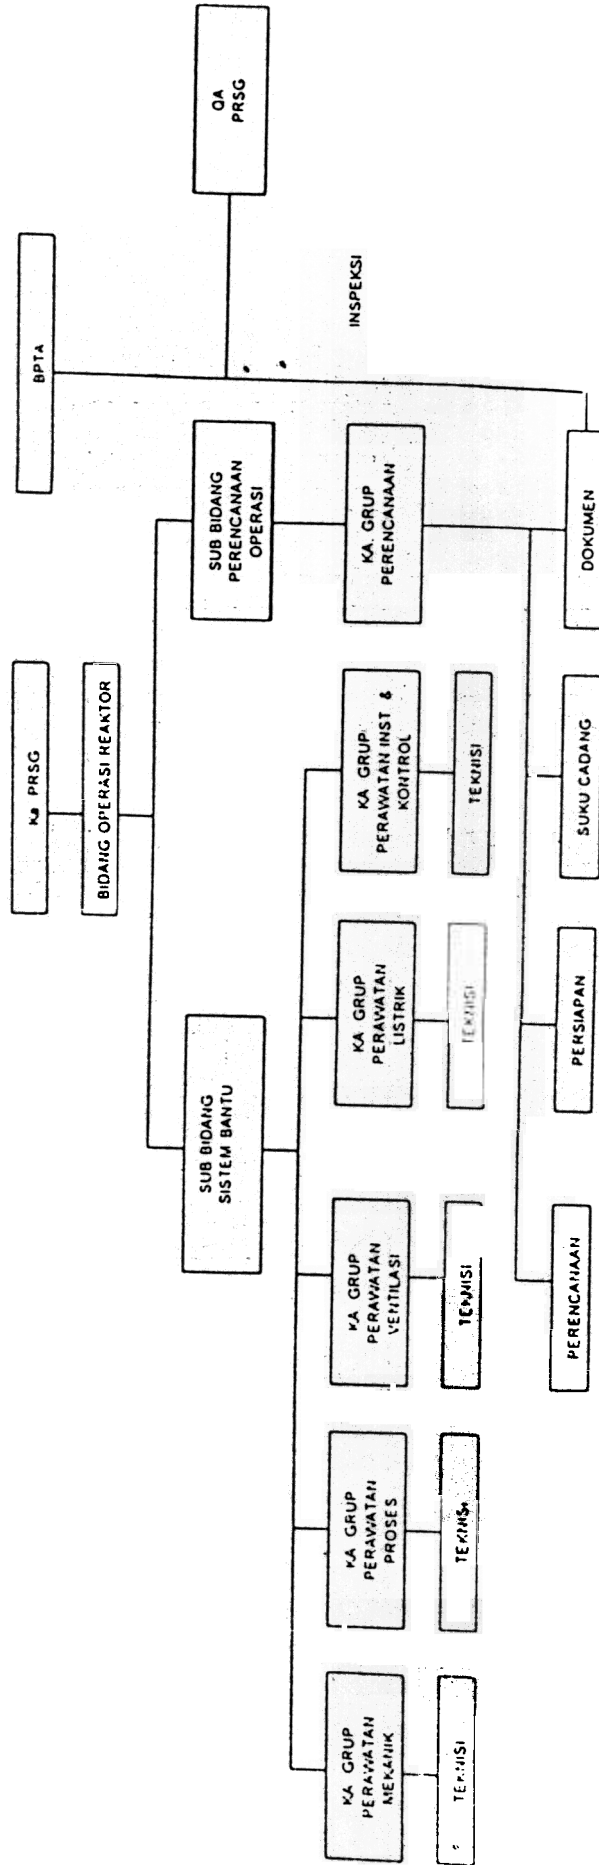 Ka PRSG
BPTA
BIDANG OPERASI REAKTOR
SUB BIDANG
SISTEM BANTU
SUB BIDANG
PERENCANAAN
OPERASI
QA
PRSG
KA GRUP
PERAWATAN
MEKANIK
KA GRUP
PERAWATAN
PROSES
KA GRUP
PERAWATAN
VENTILASI
KA GRUP
PERAWATAN
LISTRIK
KA GRUP
PERAWATAN INST &
KONTROL
KA. GRUP
PERENCANAAN
INSPEKSI
TEKNISI
TEKNISI
TEKNISI
TEKNISI
TEKNISI
PERENCANAAN
PERSIAPAN
SUKU CADANG
DOKUMEN